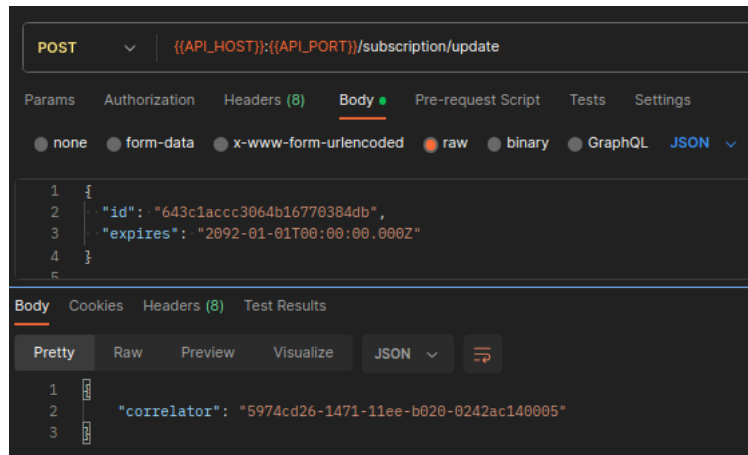 POST {{API_HOST}}:{{API_PORT}}/subscription/update
Params Authorization Headers (8) Body Pre-request Script Tests Settings
none form-data x-www-form-urlencoded raw binary GraphQL JSON
1 {
2 "id": "643c1accc3064b16770384db",
3 "expires": "2092-01-01T00:00:00.000Z"
4 }
5
Body Cookies Headers (8) Test Results
Pretty Raw Preview Visualize JSON
1 {
2 "correlator": "5974cd26-1471-11ee-b020-0242ac140005"
3 }